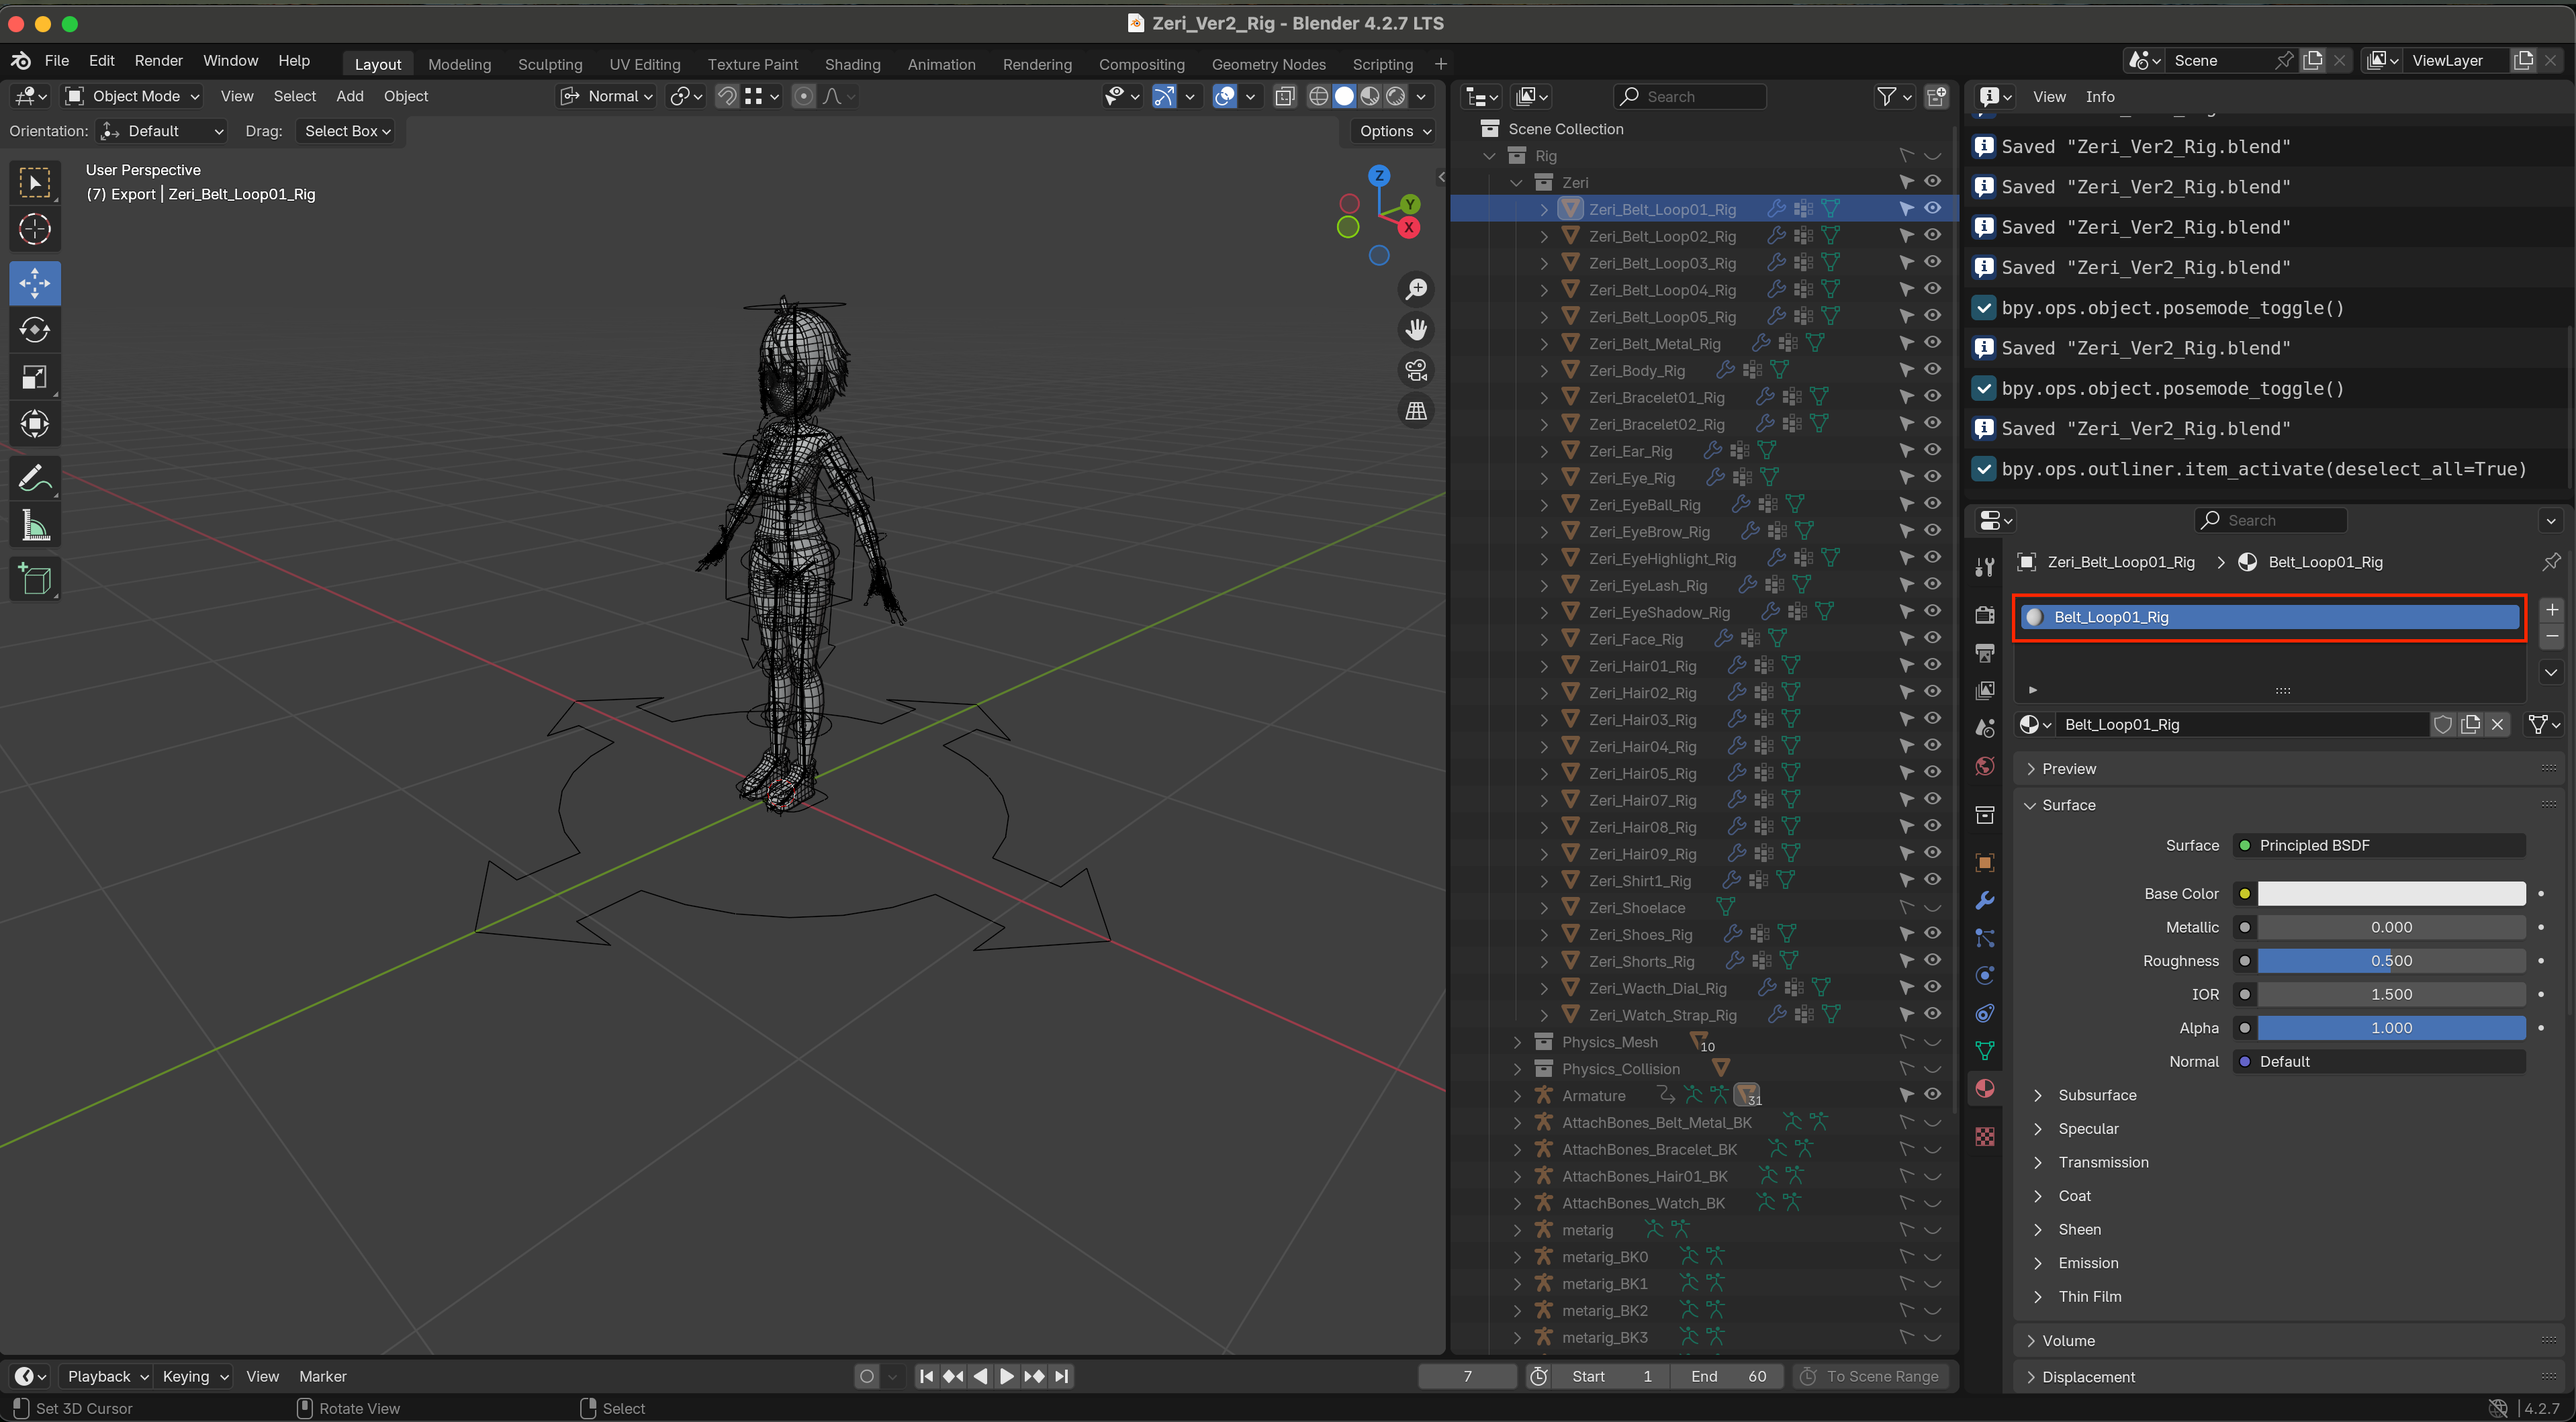 Zeri_Ver2_Rig - Blender 4.2.7 LTS
File Edit Render Window Help
Layout Modeling Sculpting UV Editing Texture Paint Shading Animation Rendering Compositing Geometry Nodes Scripting +
Scene
ViewLayer
Object Mode View Select Add Object
Normal
Orientation: Default Drag: Select Box
Options
User Perspective
(7) Export | Zeri_Belt_Loop01_Rig
Z
Y
X
Search
Scene Collection
Rig
Zeri
Zeri_Belt_Loop01_Rig
Zeri_Belt_Loop02_Rig
Zeri_Belt_Loop03_Rig
Zeri_Belt_Loop04_Rig
Zeri_Belt_Loop05_Rig
Zeri_Belt_Metal_Rig
Zeri_Body_Rig
Zeri_Bracelet01_Rig
Zeri_Bracelet02_Rig
Zeri_Ear_Rig
Zeri_Eye_Rig
Zeri_EyeBall_Rig
Zeri_EyeBrow_Rig
Zeri_EyeHighlight_Rig
Zeri_EyeLash_Rig
Zeri_EyeShadow_Rig
Zeri_Face_Rig
Zeri_Hair01_Rig
Zeri_Hair02_Rig
Zeri_Hair03_Rig
Zeri_Hair04_Rig
Zeri_Hair05_Rig
Zeri_Hair07_Rig
Zeri_Hair08_Rig
Zeri_Hair09_Rig
Zeri_Shirt1_Rig
Zeri_Shoelace
Zeri_Shoes_Rig
Zeri_Shorts_Rig
Zeri_Wacth_Dial_Rig
Zeri_Watch_Strap_Rig
Physics_Mesh 10
Physics_Collision
Armature 31
AttachBones_Belt_Metal_BK
AttachBones_Bracelet_BK
AttachBones_Hair01_BK
AttachBones_Watch_BK
metarig
metarig_BK0
metarig_BK1
metarig_BK2
metarig_BK3
View Info
Saved "Zeri_Ver2_Rig.blend"
Saved "Zeri_Ver2_Rig.blend"
Saved "Zeri_Ver2_Rig.blend"
Saved "Zeri_Ver2_Rig.blend"
bpy.ops.object.posemode_toggle()
Saved "Zeri_Ver2_Rig.blend"
bpy.ops.object.posemode_toggle()
Saved "Zeri_Ver2_Rig.blend"
bpy.ops.outliner.item_activate(deselect_all=True)
Search
Zeri_Belt_Loop01_Rig > Belt_Loop01_Rig
Belt_Loop01_Rig
Belt_Loop01_Rig
Preview
Surface
Surface Principled BSDF
Base Color
Metallic 0.000
Roughness 0.500
IOR 1.500
Alpha 1.000
Normal Default
Subsurface
Specular
Transmission
Coat
Sheen
Emission
Thin Film
Volume
Displacement
Playback Keying View Marker
7 Start 1 End 60 To Scene Range
Set 3D Cursor Rotate View Select
4.2.7